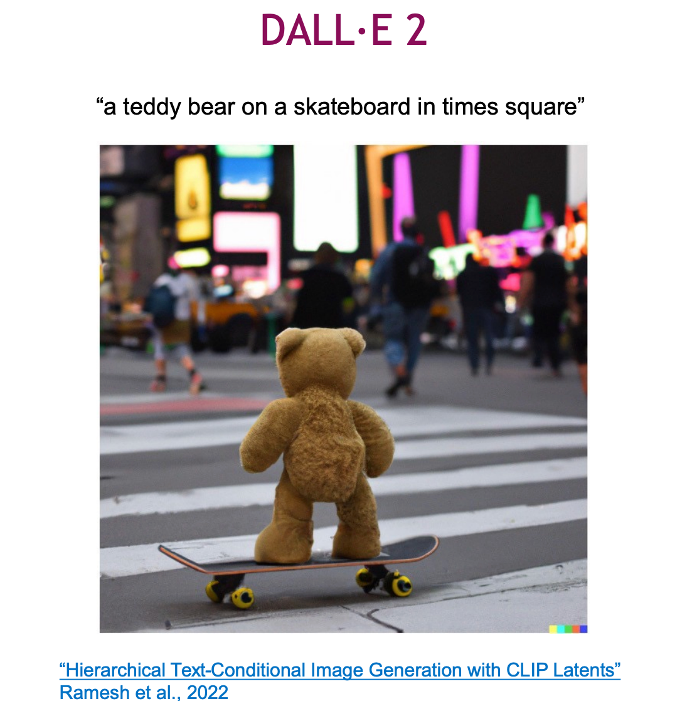 DALL·E 2
“a teddy bear on a skateboard in times square”
“Hierarchical Text-Conditional Image Generation with CLIP Latents”
Ramesh et al., 2022